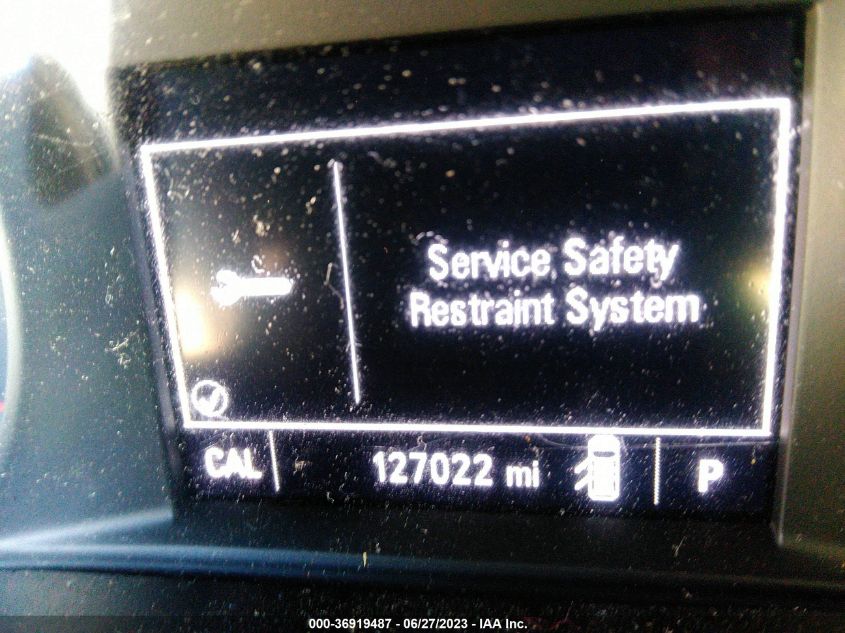 Service Safety
Restraint System
CAL 127022 mi P
000-36919487 - 06/27/2023 - IAA Inc.